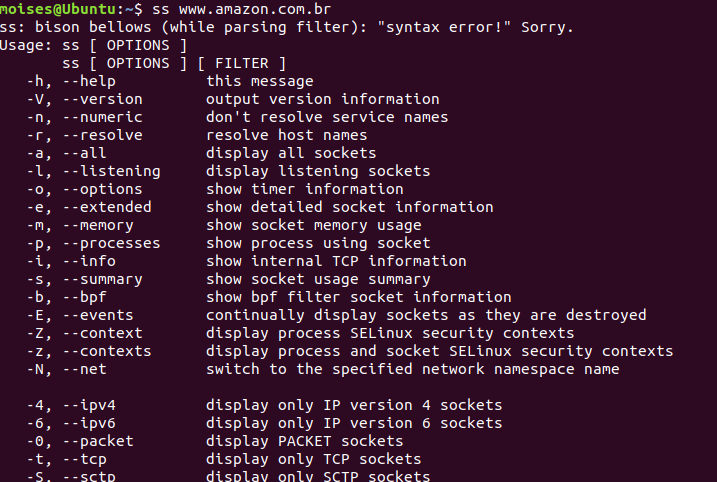 moises@Ubuntu:~$ ss www.amazon.com.br
ss: bison bellows (while parsing filter): "syntax error!" Sorry.
Usage: ss [ OPTIONS ]
       ss [ OPTIONS ] [ FILTER ]
   -h, --help          this message
   -V, --version       output version information
   -n, --numeric       don't resolve service names
   -r, --resolve       resolve host names
   -a, --all           display all sockets
   -l, --listening     display listening sockets
   -o, --options       show timer information
   -e, --extended      show detailed socket information
   -m, --memory        show socket memory usage
   -p, --processes     show process using socket
   -i, --info          show internal TCP information
   -s, --summary       show socket usage summary
   -b, --bpf           show bpf filter socket information
   -E, --events        continually display sockets as they are destroyed
   -Z, --context       display process SELinux security contexts
   -z, --contexts      display process and socket SELinux security contexts
   -N, --net           switch to the specified network namespace name

   -4, --ipv4          display only IP version 4 sockets
   -6, --ipv6          display only IP version 6 sockets
   -0, --packet        display PACKET sockets
   -t, --tcp           display only TCP sockets
   -S, --sctp          display only SCTP sockets